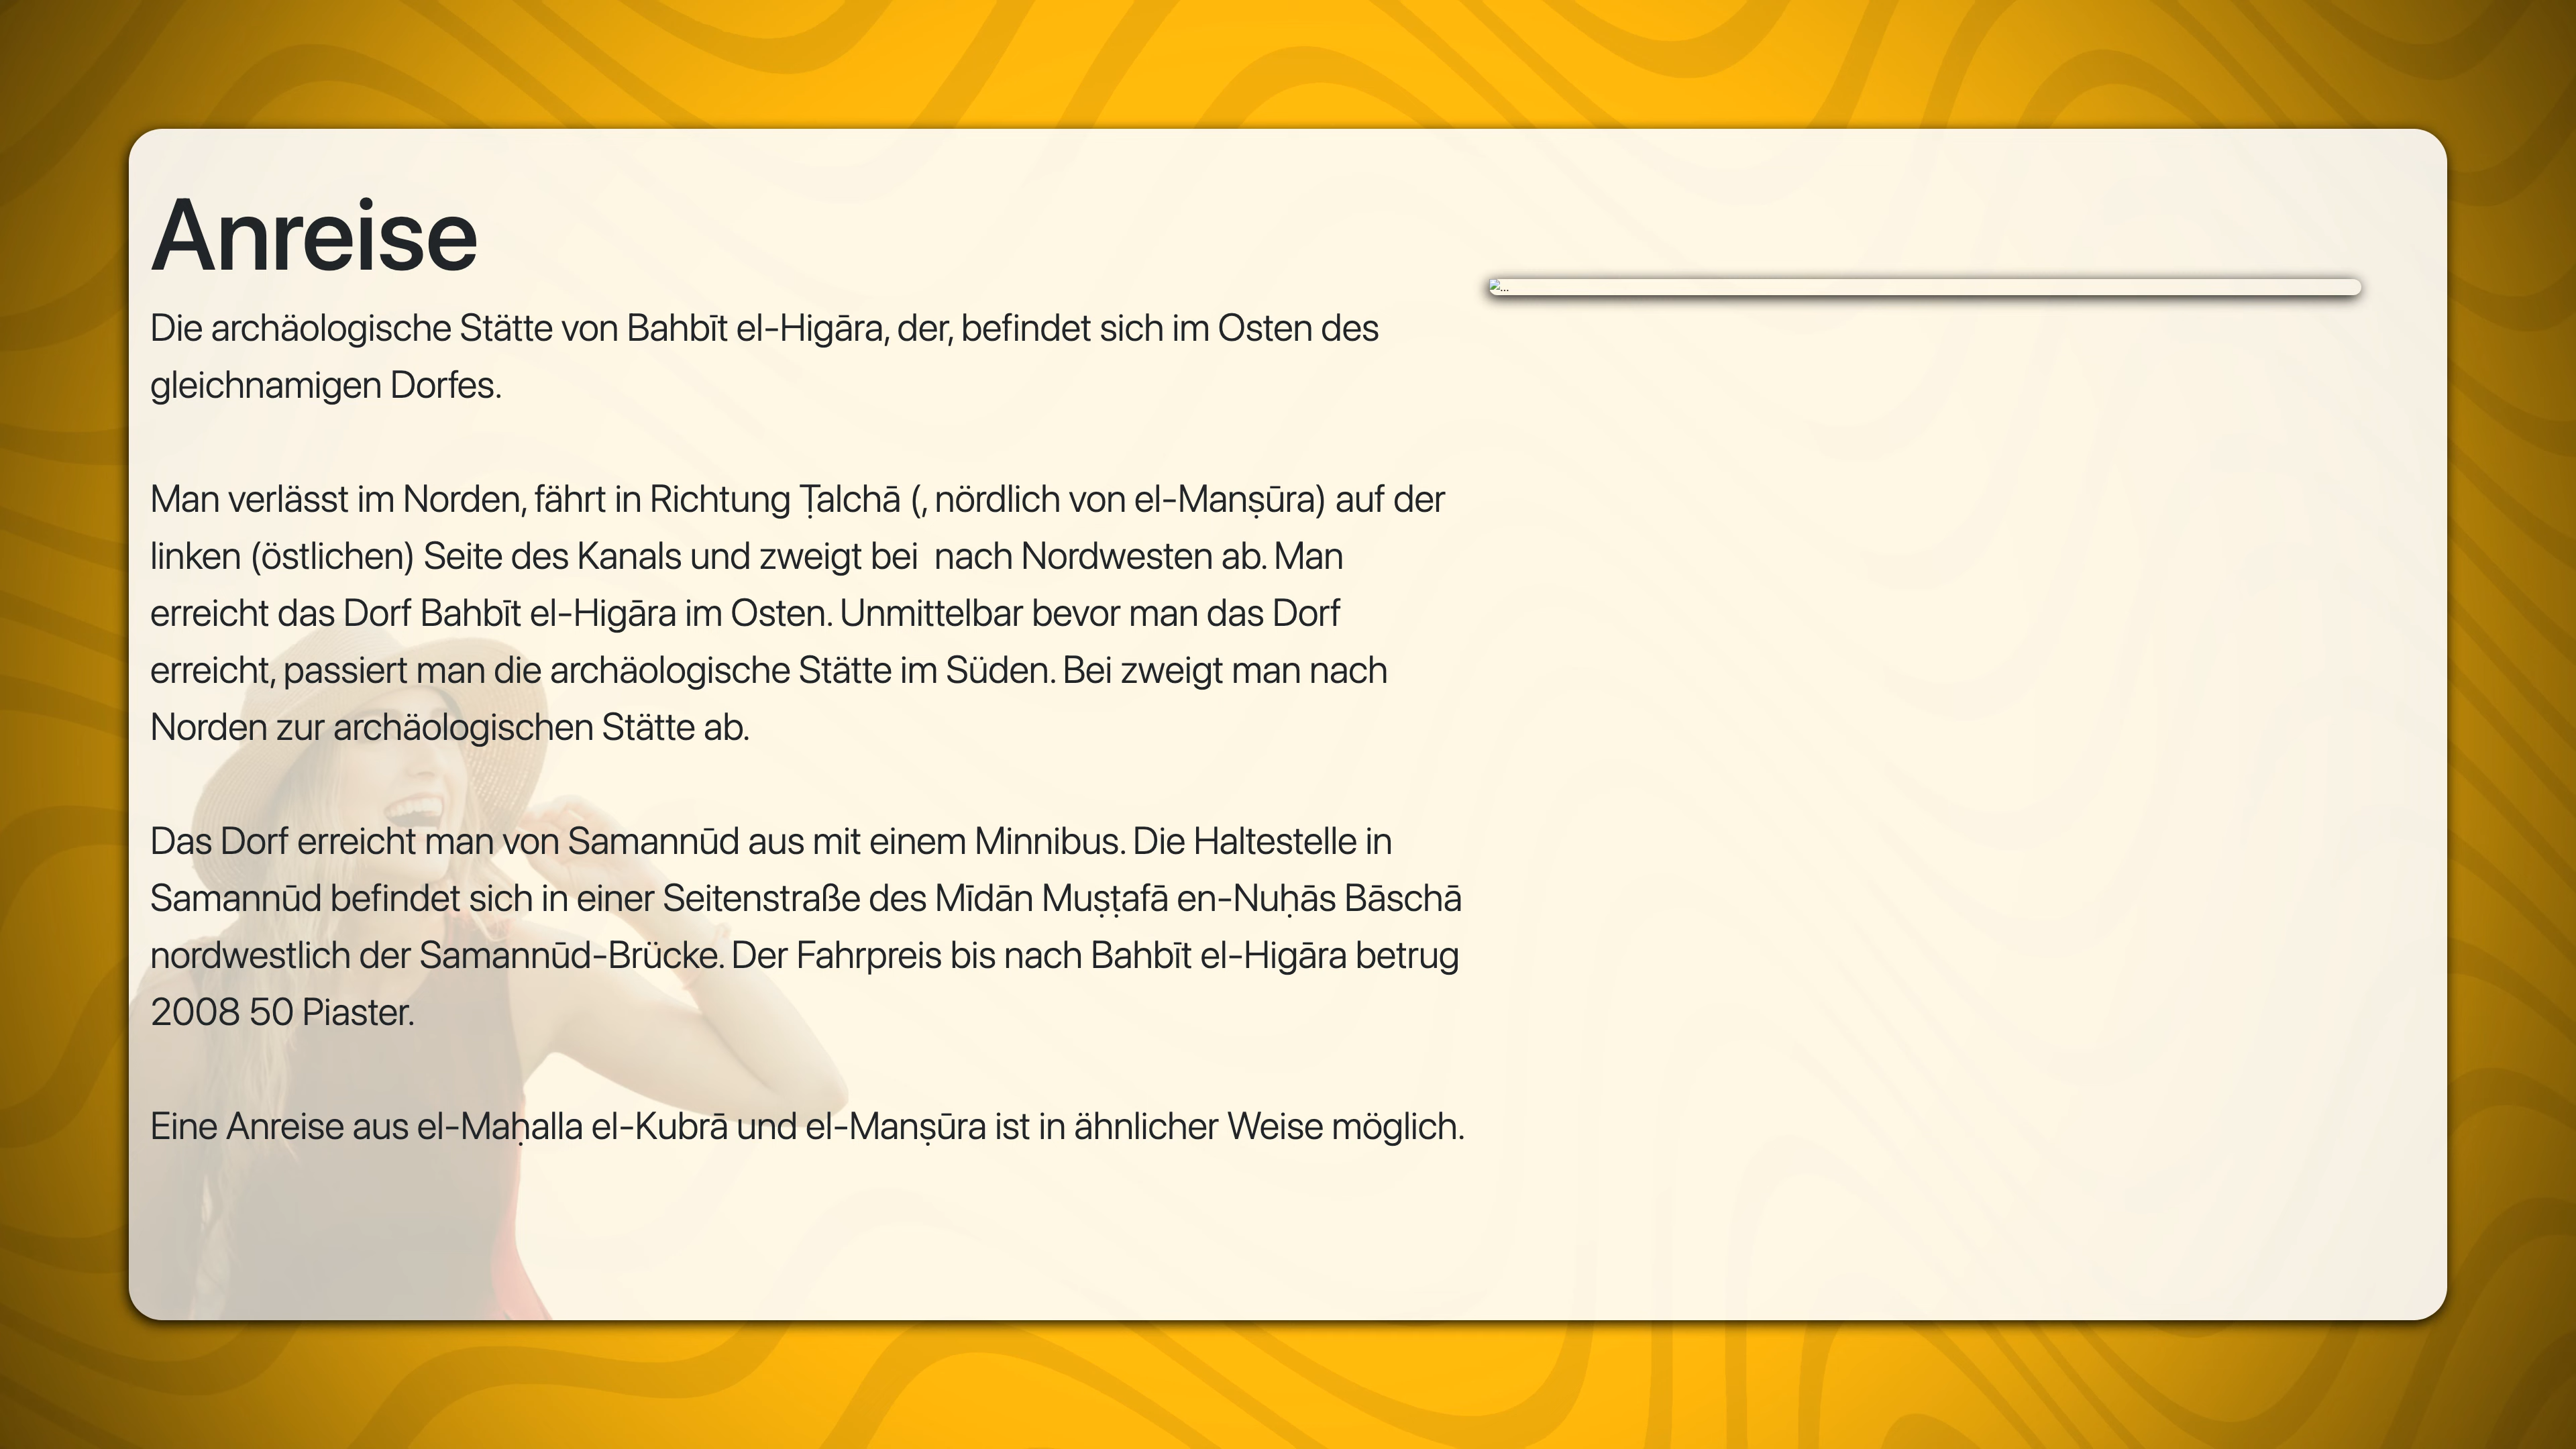 Anreise
Die archäologische Stätte von Bahbīt el-Higāra, der, befindet sich im Osten des
gleichnamigen Dorfes.
Man verlässt im Norden, fährt in Richtung Ṭalchā (, nördlich von el-Manṣūra) auf der
linken (östlichen) Seite des Kanals und zweigt bei  nach Nordwesten ab. Man
erreicht das Dorf Bahbīt el-Higāra im Osten. Unmittelbar bevor man das Dorf
erreicht, passiert man die archäologische Stätte im Süden. Bei zweigt man nach
Norden zur archäologischen Stätte ab.
Das Dorf erreicht man von Samannūd aus mit einem Minnibus. Die Haltestelle in
Samannūd befindet sich in einer Seitenstraße des Mīdān Muṣṭafā en-Nuḥās Bāschā
nordwestlich der Samannūd-Brücke. Der Fahrpreis bis nach Bahbīt el-Higāra betrug
2008 50 Piaster.
Eine Anreise aus el-Maḥalla el-Kubrā und el-Manṣūra ist in ähnlicher Weise möglich.
...